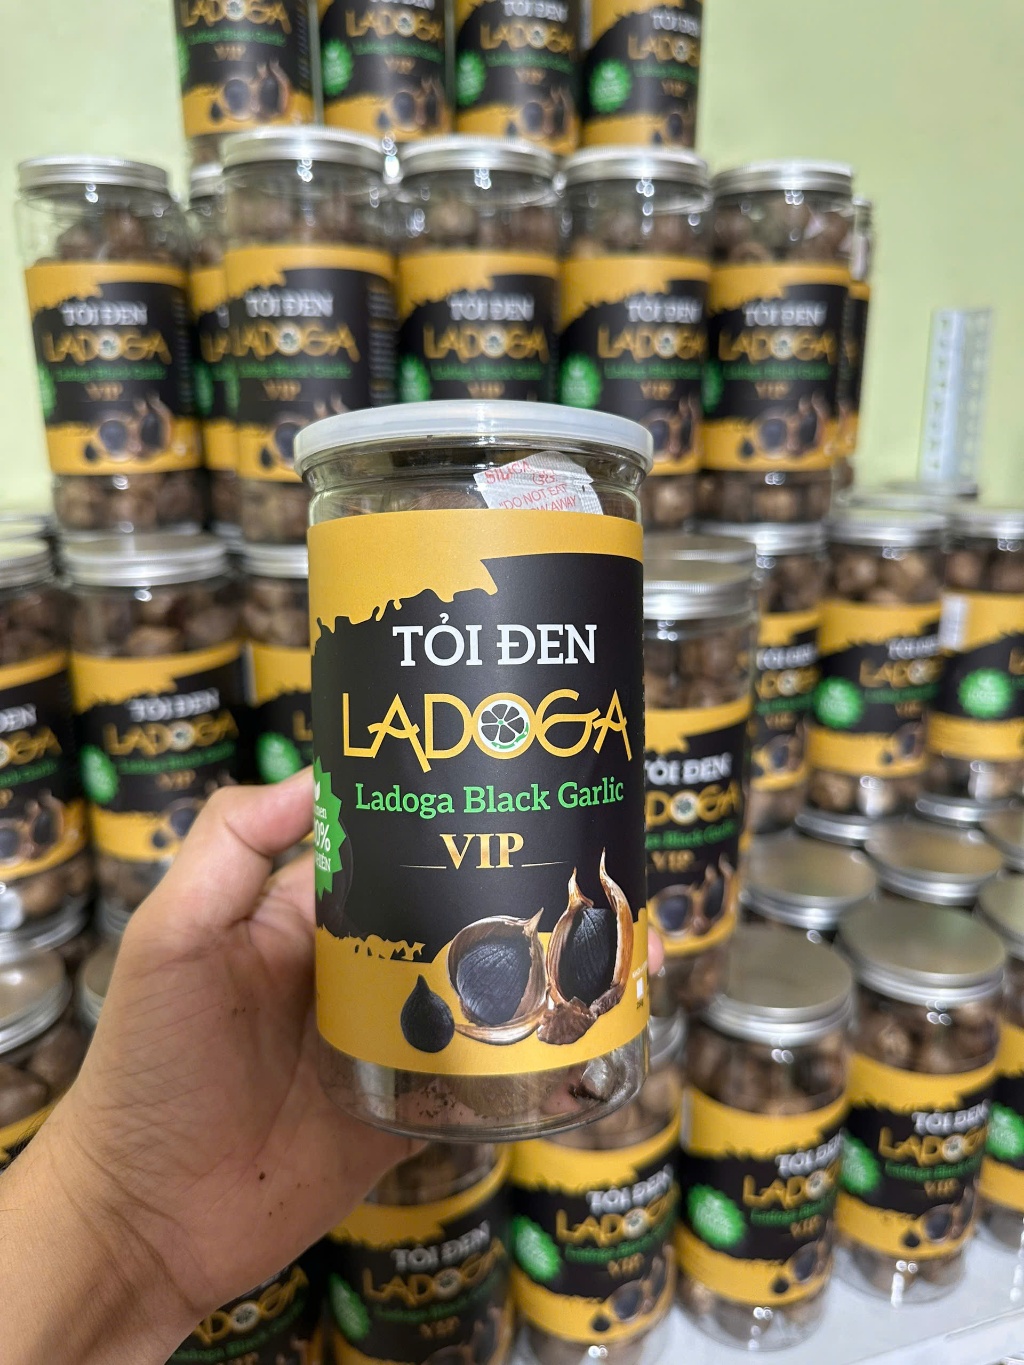 "DO NOT EAT
TỎI ĐEN
LADOGA
Ladoga Black Garlic
VIP